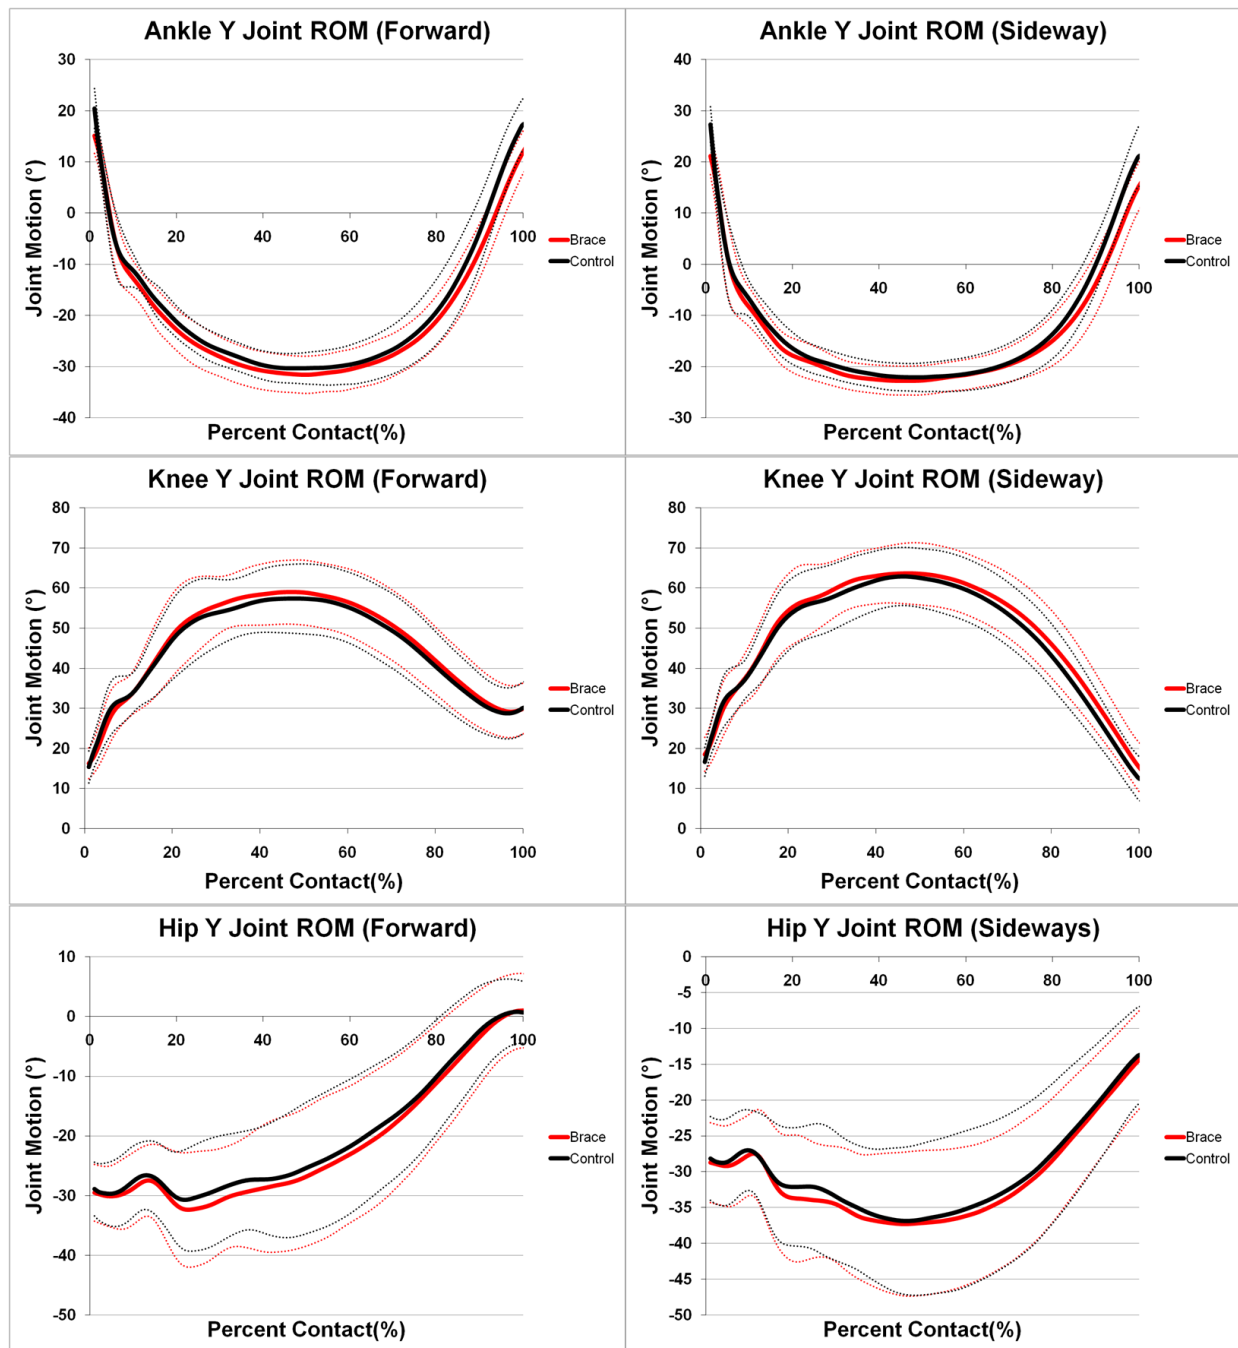 Ankle Y Joint ROM (Forward)
30
20
10
0
-10
-20
-30
-40
0
20
40
60
80
100
Joint Motion (°)
Percent Contact(%)
Brace
Control
Ankle Y Joint ROM (Sideway)
40
30
20
10
0
-10
-20
-30
0
20
40
60
80
100
Joint Motion (°)
Percent Contact(%)
Brace
Control
Knee Y Joint ROM (Forward)
80
70
60
50
40
30
20
10
0
0
20
40
60
80
100
Joint Motion (°)
Percent Contact(%)
Brace
Control
Knee Y Joint ROM (Sideway)
80
70
60
50
40
30
20
10
0
0
20
40
60
80
100
Joint Motion (°)
Percent Contact(%)
Brace
Control
Hip Y Joint ROM (Forward)
10
0
-10
-20
-30
-40
-50
0
20
40
60
80
100
Joint Motion (°)
Percent Contact(%)
Brace
Control
Hip Y Joint ROM (Sideways)
0
-5
-10
-15
-20
-25
-30
-35
-40
-45
-50
0
20
40
60
80
100
Joint Motion (°)
Percent Contact(%)
Brace
Control